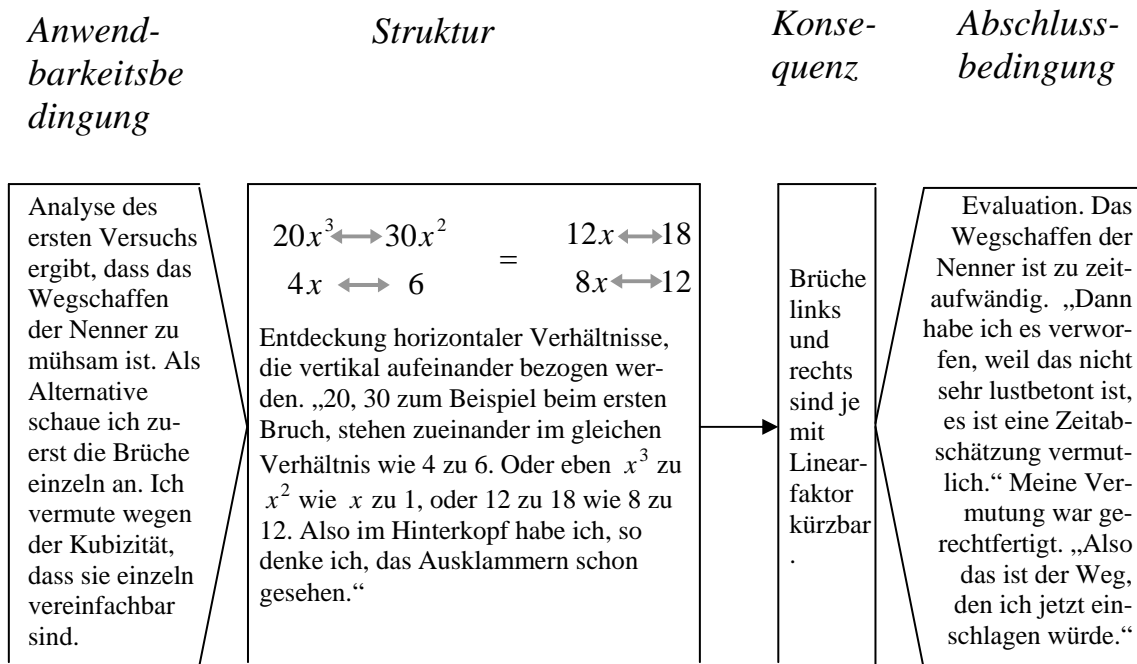 Anwend-
barkeitsbe
dingung
Struktur
Konse-
quenz
Abschluss-
bedingung
Analyse des
ersten Versuchs
ergibt, dass das
Wegschaffen
der Nenner zu
mühsam ist. Als
Alternative
schaue ich zu-
erst die Brüche
einzeln an. Ich
vermute wegen
der Kubizität,
dass sie einzeln
vereinfachbar
sind.
20x³ ↔ 30x² = 12x ↔ 18
4x ↔ 6 8x ↔ 12
Entdeckung horizontaler Verhältnisse,
die vertikal aufeinander bezogen wer-
den. „20, 30 zum Beispiel beim ersten
Bruch, stehen zueinander im gleichen
Verhältnis wie 4 zu 6. Oder eben x³ zu
x² wie x zu 1, oder 12 zu 18 wie 8 zu
12. Also im Hinterkopf habe ich, so
denke ich, das Ausklammern schon
gesehen.“
Brüche
links
und
rechts
sind je
mit
Linear-
faktor
kürzbar
.
Evaluation. Das
Wegschaffen der
Nenner ist zu zeit-
aufwändig. „Dann
habe ich es verwor-
fen, weil das nicht
sehr lustbetont ist,
es ist eine Zeitab-
schätzung vermut-
lich.“ Meine Ver-
mutung war ge-
rechtfertigt. „Also
das ist der Weg,
den ich jetzt ein-
schlagen würde.“